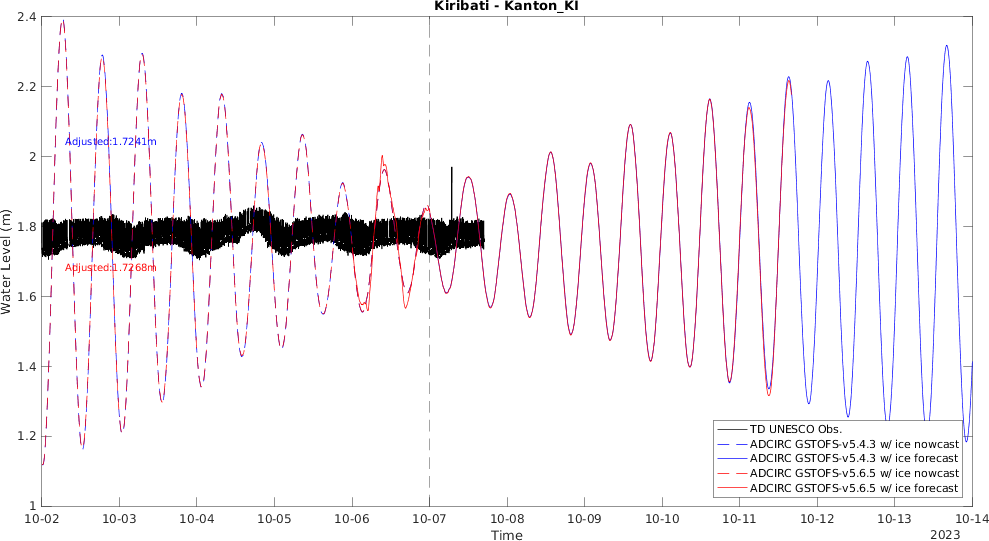 Kiribati - Kanton_KI
2.4
2.2
2
1.8
1.6
1.4
1.2
1
Water Level (m)
Adjusted:1.7241m
Adjusted:1.7268m
TD UNESCO Obs.
ADCIRC GSTOFS-v5.4.3 w/ ice nowcast
ADCIRC GSTOFS-v5.4.3 w/ ice forecast
ADCIRC GSTOFS-v5.6.5 w/ ice nowcast
ADCIRC GSTOFS-v5.6.5 w/ ice forecast
10-02 10-03 10-04 10-05 10-06 10-07 10-08 10-09 10-10 10-11 10-12 10-13 10-14
Time
2023